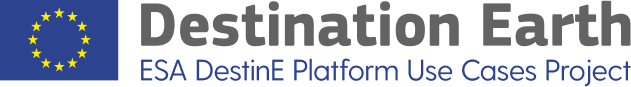 Destination Earth
ESA DestinE Platform Use Cases Project